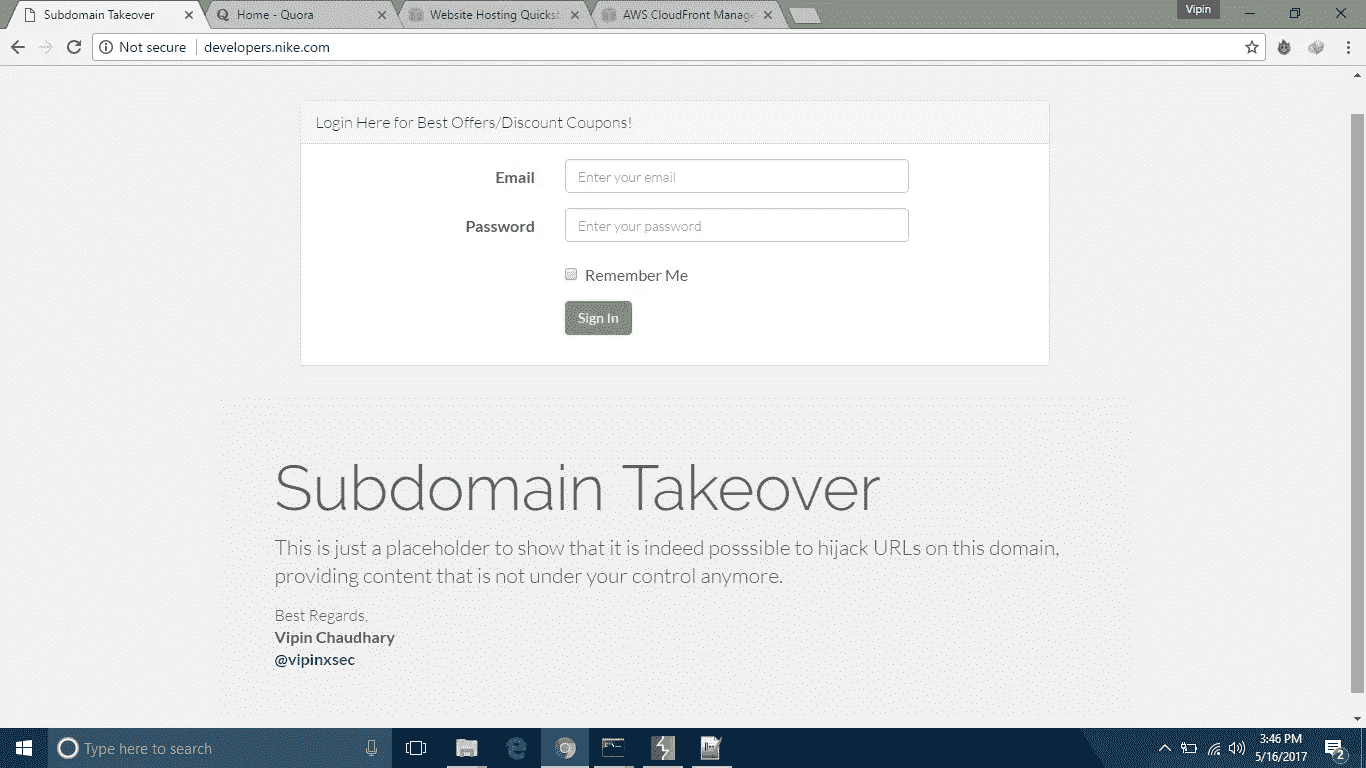 Subdomain Takeover
Home - Quora
Website Hosting Quickst
AWS CloudFront Manage
Vipin
Not secure
developers.nike.com
Login Here for Best Offers/Discount Coupons!
Email
Enter your email
Password
Enter your password
Remember Me
Sign In
Subdomain Takeover
This is just a placeholder to show that it is indeed posssible to hijack URLs on this domain,
providing content that is not under your control anymore.
Best Regards,
Vipin Chaudhary
@vipinxsec
Type here to search
3:46 PM
5/16/2017
2